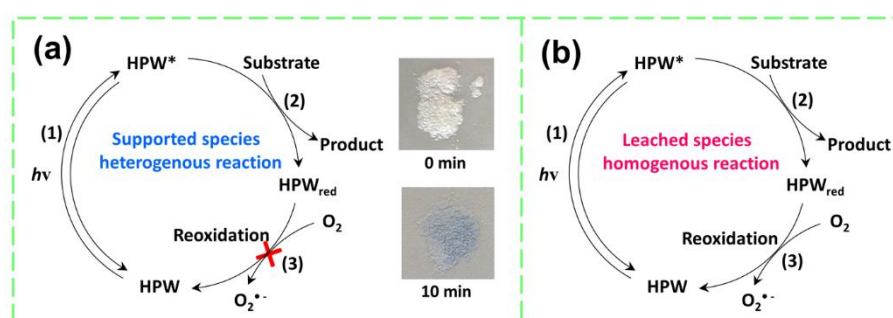 (a)
HPW*
Substrate
(1)
(2)
Supported species
heterogenous reaction
hν
Product
HPWred
Reoxidation
O2
(3)
HPW
O2•-
0 min
10 min
(b)
HPW*
Substrate
(1)
(2)
Leached species
homogenous reaction
hν
Product
HPWred
Reoxidation
O2
(3)
HPW
O2•-